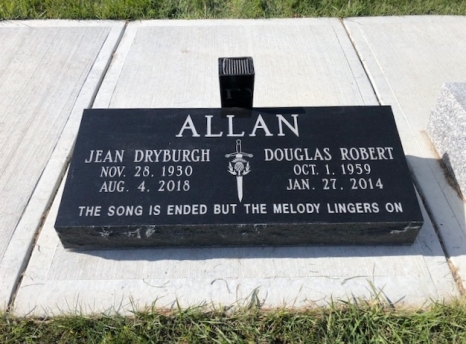 ALLAN
JEAN DRYBURGH
NOV. 28, 1930
AUG. 4, 2018
DOUGLAS ROBERT
OCT. 1, 1959
JAN. 27, 2014
THE SONG IS ENDED BUT THE MELODY LINGERS ON